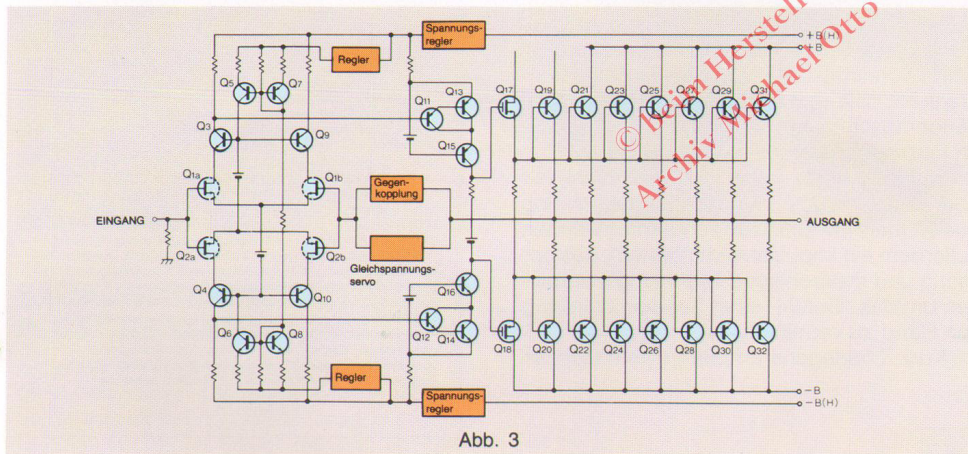 Spannungs-
regler
+B(H)
+B
Regler
Q5
Q7
Q13
Q17
Q19
Q21
Q23
Q25
Q29
Q31
Q11
Q3
Q9
Q15
© beim Herstell
Archiv Michael Otto
Q1a
Q1b
Gegen-
kopplung
EINGANG
AUSGANG
Q2a
Q2b
Gleichspannungs-
servo
Q4
Q10
Q16
Q6
Q8
Q12
Q14
Q18
Q20
Q22
Q24
Q26
Q28
Q30
Q32
Regler
-B
Spannungs-
regler
-B(H)
Abb. 3